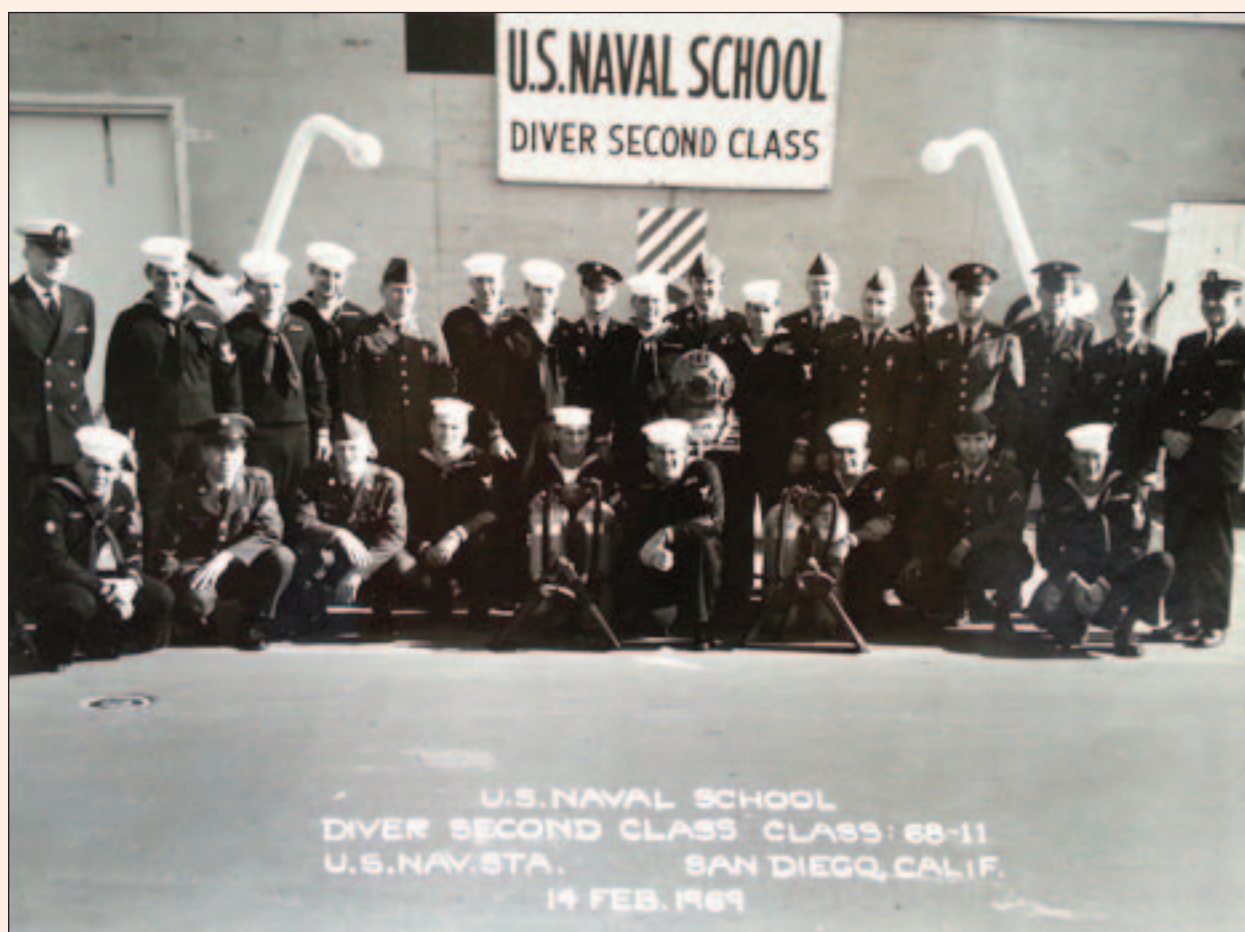 U.S.NAVAL SCHOOL
DIVER SECOND CLASS
U.S.NAVAL SCHOOL
DIVER SECOND CLASS CLASS: 68-11
U.S.NAV.STA. SAN DIEGO, CALIF.
14 FEB. 1969